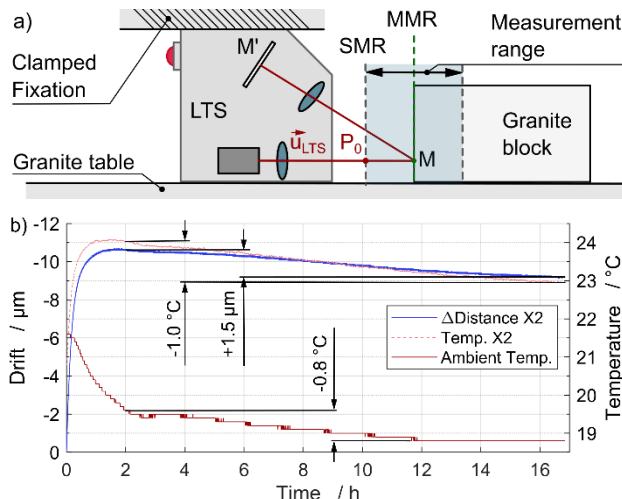 a)
MMR
SMR
Measurement
range
M'
Clamped
Fixation
LTS
u LTS
P0
M
Granite
block
Granite table
b)
-12
-10
-8
-6
-4
-2
0
Drift / µm
24
23
22
21
20
19
Temperature / °C
-1.0 °C
+1.5 µm
-0.8 °C
ΔDistance X2
Temp. X2
Ambient Temp.
0 2 4 6 8 10 12 14 16
Time / h